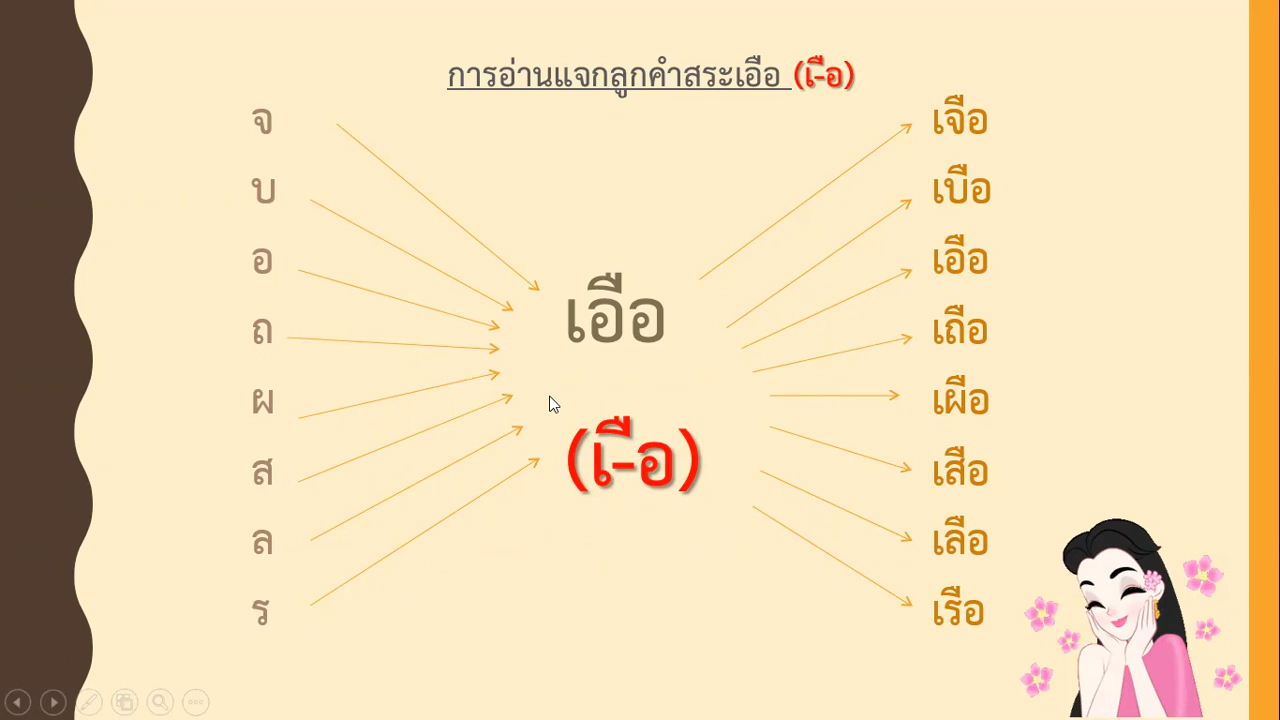 การอ่านแจกลูกคำสระเอือ (เ-ือ)
จ เจือ
บ เบือ
อ เอือ
ถ เถือ
เอือ
ผ เผือ
(เ-ือ)
ส เสือ
ล เลือ
ร เรือ